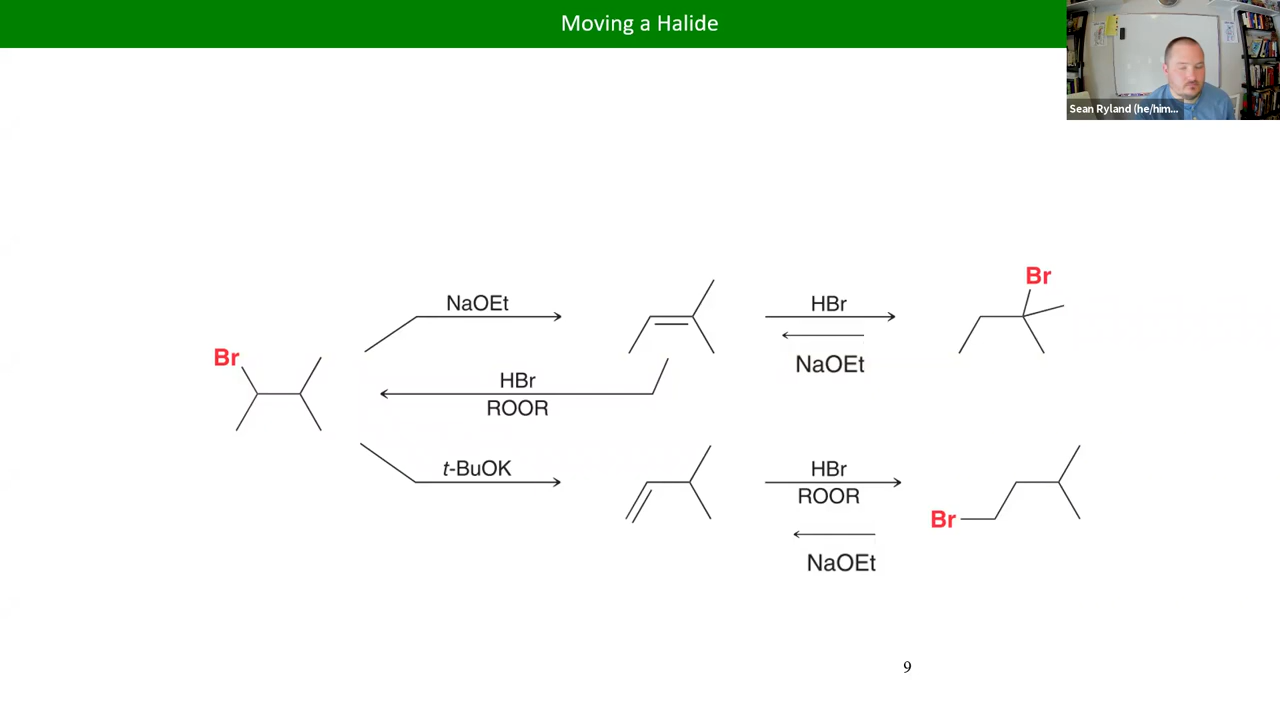 Moving a Halide
Sean Ryland (he/him...
Br
NaOEt
HBr
NaOEt
Br
HBr
ROOR
t-BuOK
HBr
ROOR
NaOEt
Br
9